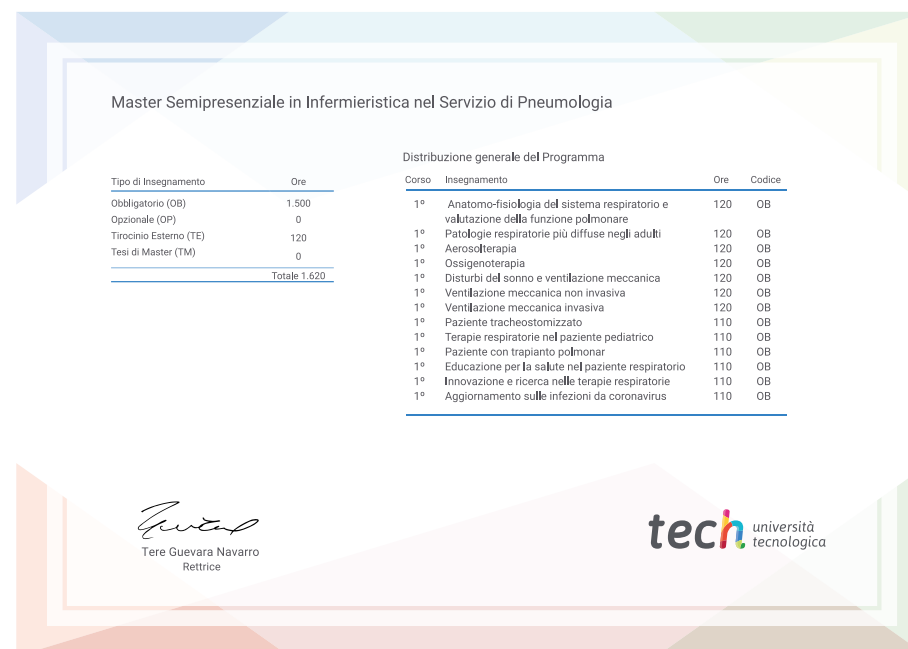 Master Semipresenziale in Infermieristica nel Servizio di Pneumologia
Tipo di Insegnamento Ore
Obbligatorio (OB) 1.500
Opzionale (OP) 0
Tirocinio Esterno (TE) 120
Tesi di Master (TM) 0
Totale 1.620
Distribuzione generale del Programma
Corso Insegnamento Ore Codice
1º Anatomo-fisiologia del sistema respiratorio e 120 OB
valutazione della funzione polmonare
1º Patologie respiratorie più diffuse negli adulti 120 OB
1º Aerosolterapia 120 OB
1º Ossigenoterapia 120 OB
1º Disturbi del sonno e ventilazione meccanica 120 OB
1º Ventilazione meccanica non invasiva 120 OB
1º Ventilazione meccanica invasiva 120 OB
1º Paziente tracheostomizzato 110 OB
1º Terapie respiratorie nel paziente pediatrico 110 OB
1º Paziente con trapianto polmonar 110 OB
1º Educazione per la salute nel paziente respiratorio 110 OB
1º Innovazione e ricerca nelle terapie respiratorie 110 OB
1º Aggiornamento sulle infezioni da coronavirus 110 OB
Tere Guevara Navarro
Rettrice
tech università
tecnologica